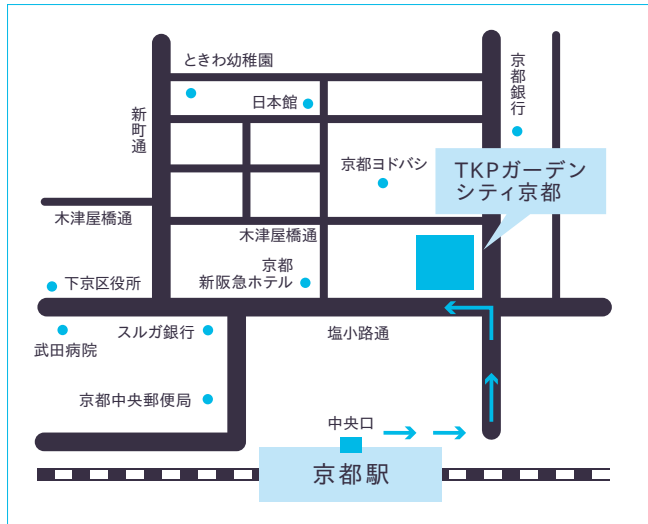 ときわ幼稚園
京都銀行
日本館
新町通
京都ヨドバシ
TKPガーデン
シティ京都
木津屋橋通
木津屋橋通
京都
新阪急ホテル
下京区役所
スルガ銀行
塩小路通
武田病院
京都中央郵便局
中央口
京都駅